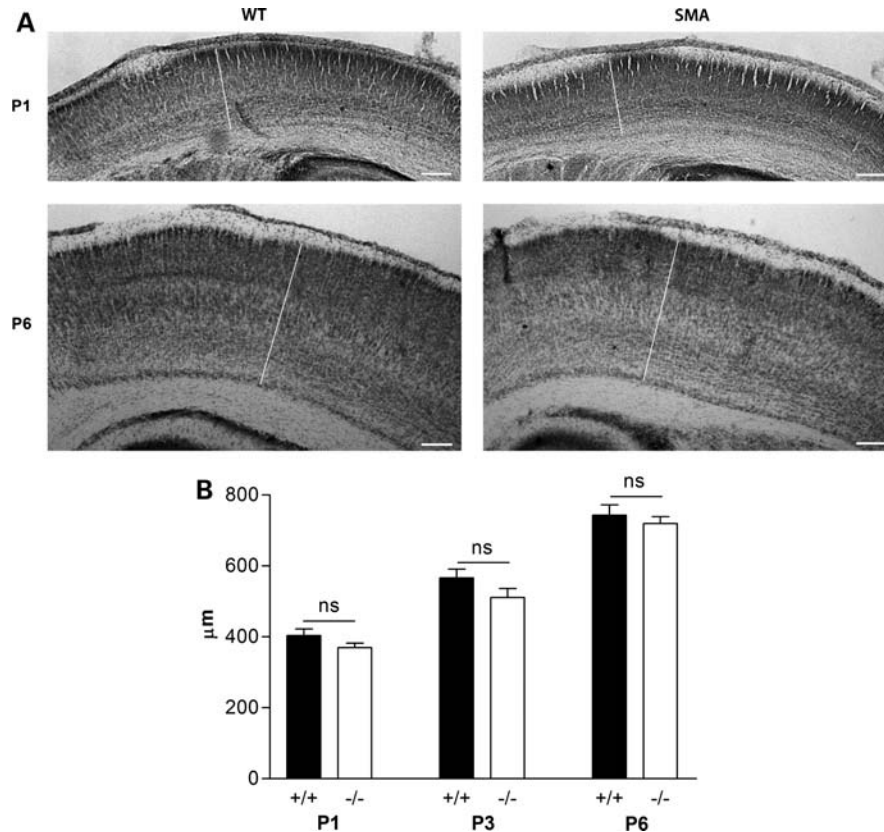 A
WT
SMA
P1
P6
B
800
ns
ns
600
ns
μm
400
200
0
+/+
-/-
+/+
-/-
+/+
-/-
P1
P3
P6